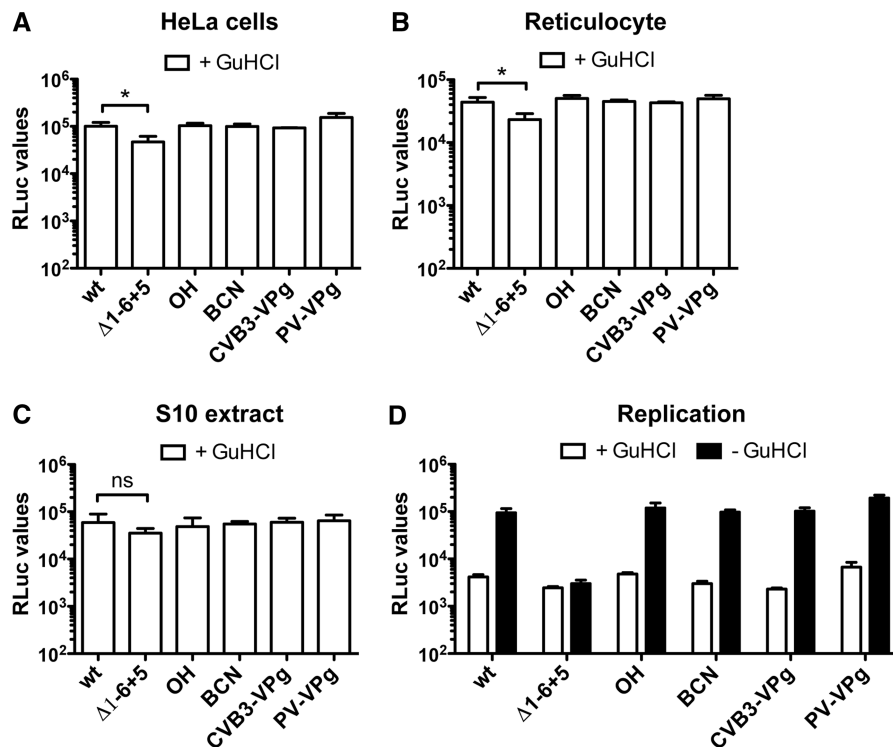 A
HeLa cells
+ GuHCl
RLuc values
10^6
10^5
10^4
10^3
10^2
*
wt
Δ1-6+5
OH
BCN
CVB3-VPg
PV-VPg
B
Reticulocyte
+ GuHCl
RLuc values
10^5
10^4
10^3
10^2
*
wt
Δ1-6+5
OH
BCN
CVB3-VPg
PV-VPg
C
S10 extract
+ GuHCl
RLuc values
10^6
10^5
10^4
10^3
10^2
ns
wt
Δ1-6+5
OH
BCN
CVB3-VPg
PV-VPg
D
Replication
+ GuHCl - GuHCl
RLuc values
10^6
10^5
10^4
10^3
10^2
wt
Δ1-6+5
OH
BCN
CVB3-VPg
PV-VPg